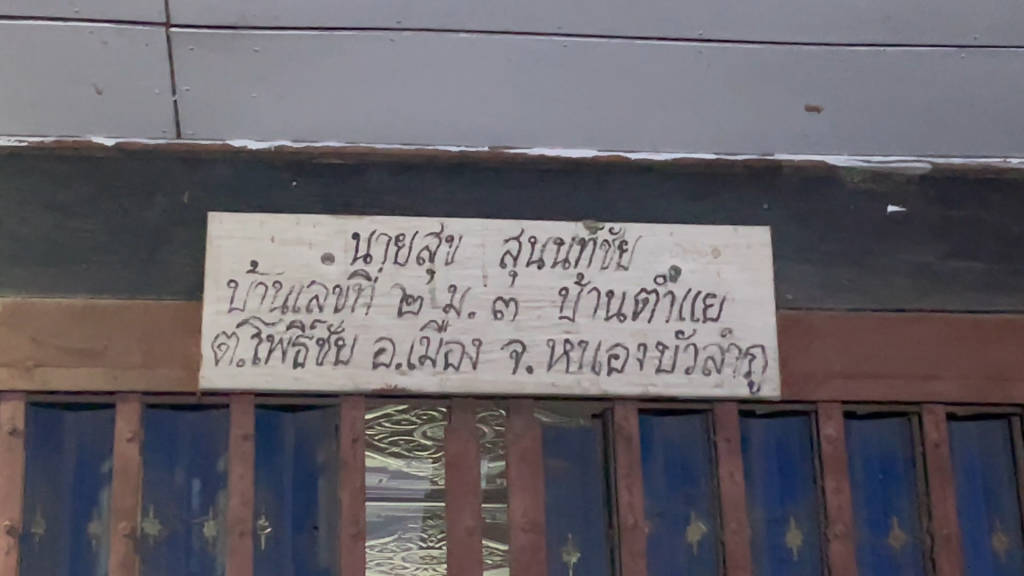 นายสุข สุนนท์ชัย
บ้านเลขที่ ๒ ม. ๓ บ้านตำแย
ต.โพธิ์ชัย อ.เมือง จ.หนองบัวลำภู